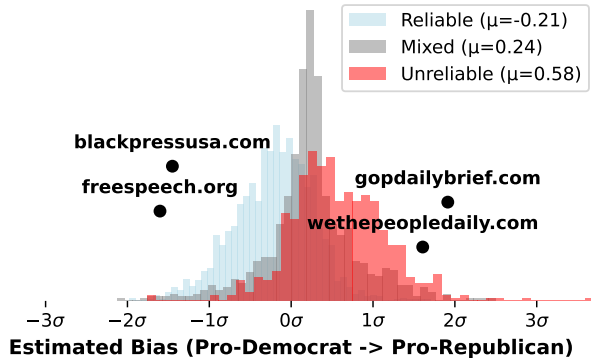 Reliable (μ=-0.21)
Mixed (μ=0.24)
Unreliable (μ=0.58)
blackpressusa.com
freespeech.org
gopdailybrief.com
wethepeopledaily.com
−3σ −2σ −1σ 0σ 1σ 2σ 3σ
Estimated Bias (Pro-Democrat -> Pro-Republican)